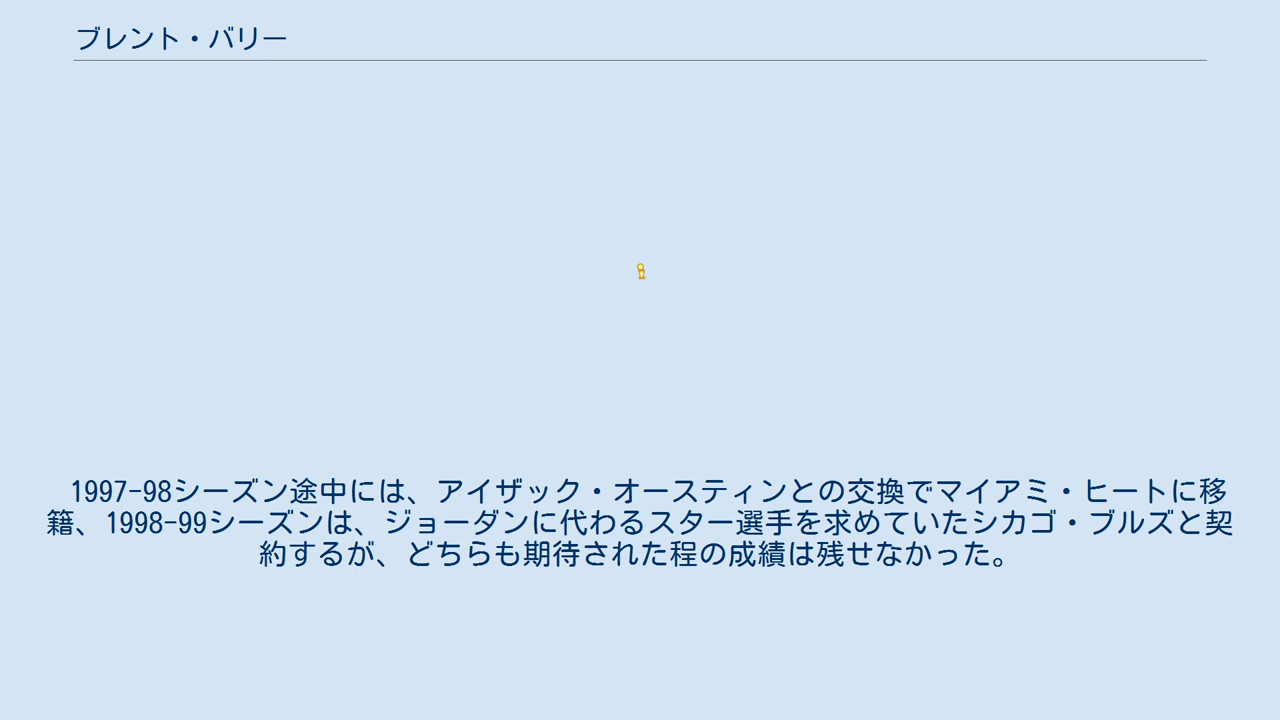 ブレント・バリー
1997-98シーズン途中には、アイザック・オースティンとの交換でマイアミ・ヒートに移
籍、1998-99シーズンは、ジョーダンに代わるスター選手を求めていたシカゴ・ブルズと契
約するが、どちらも期待された程の成績は残せなかった。